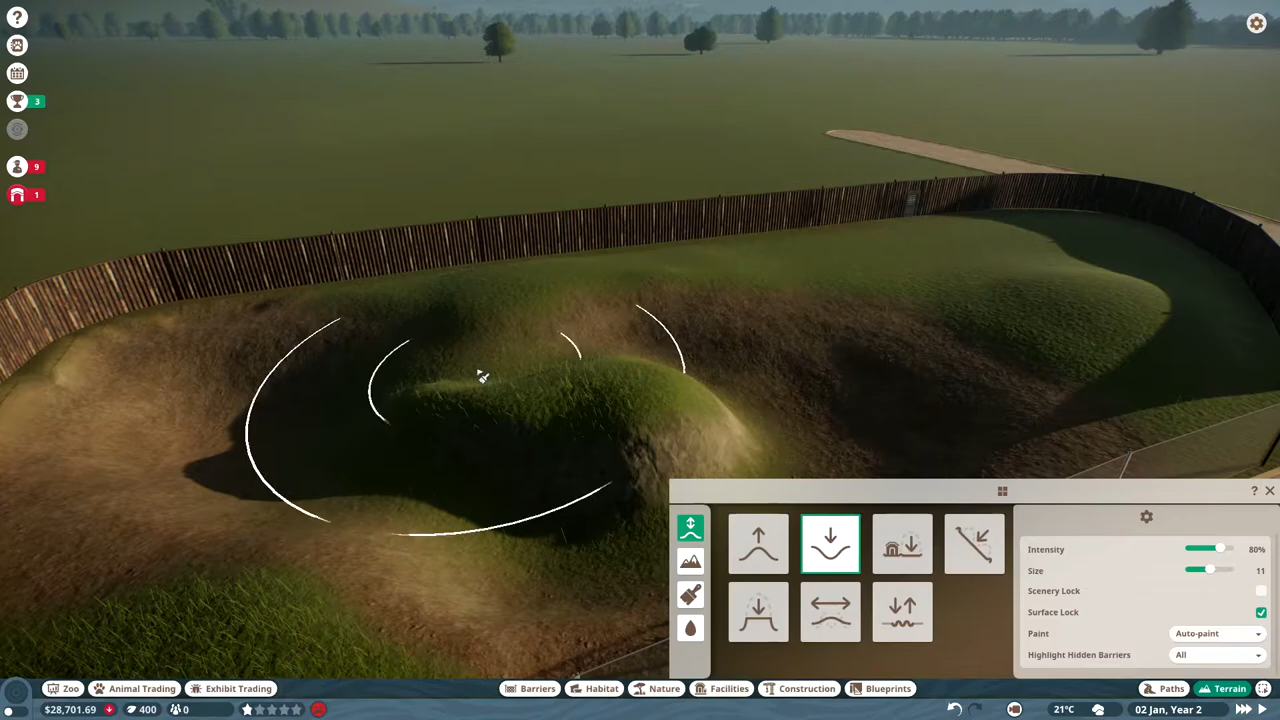 ?
3
9
1
?
Intensity 80%
Size 11
Scenery Lock
Surface Lock
Paint Auto-paint
Highlight Hidden Barriers All
Zoo Animal Trading Exhibit Trading Barriers Habitat Nature Facilities Construction Blueprints Paths Terrain
$28,701.69 400 0 21°C 02 Jan, Year 2